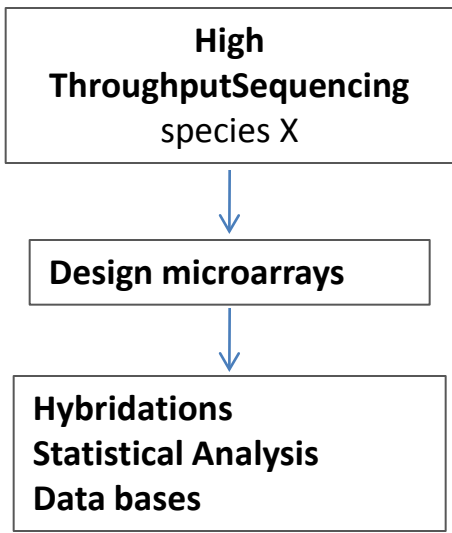 High
ThroughputSequencing
species X
Design microarrays
Hybridations
Statistical Analysis
Data bases